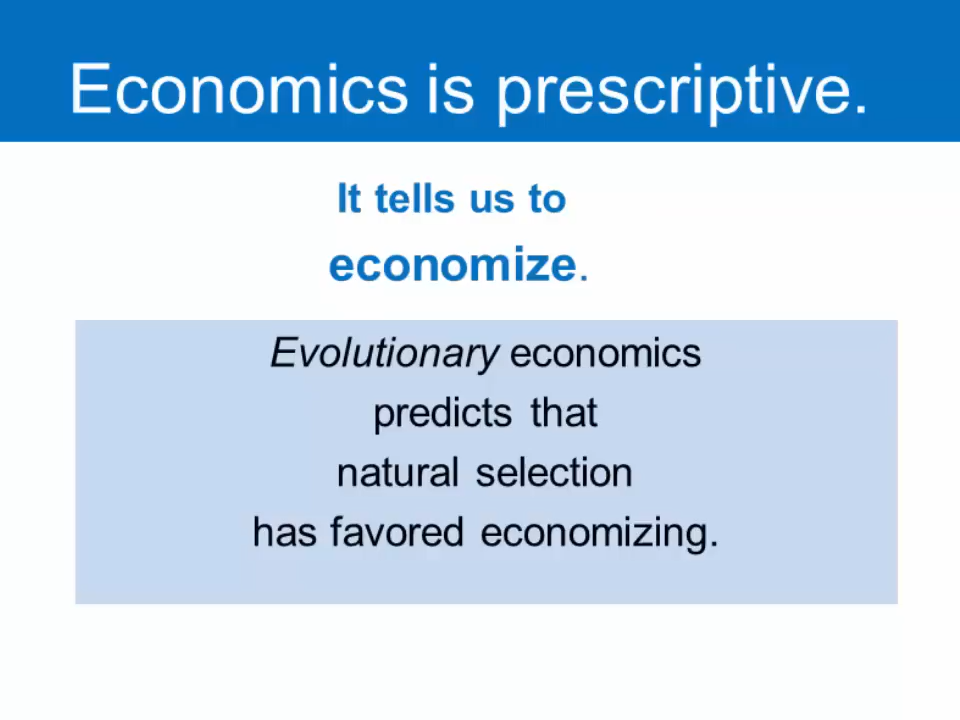 Economics is prescriptive.
It tells us to
economize.
Evolutionary economics
predicts that
natural selection
has favored economizing.